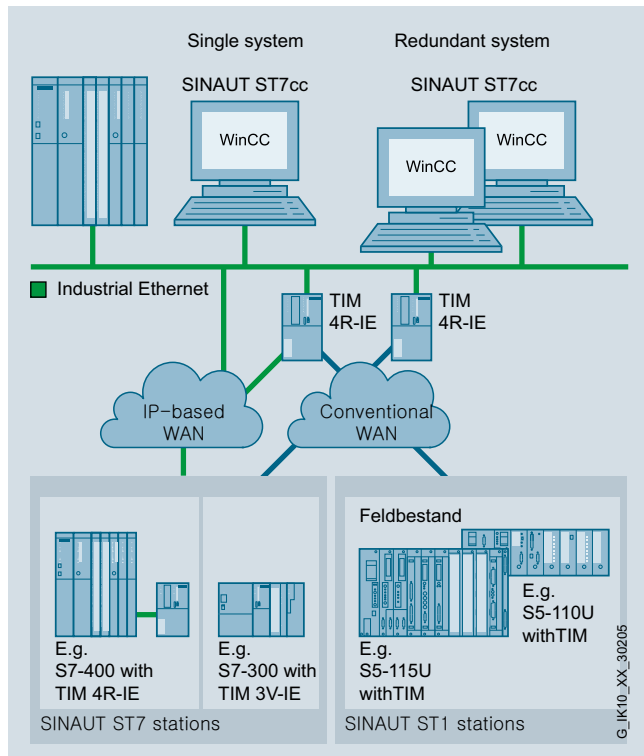 Single system
Redundant system
SINAUT ST7cc
SINAUT ST7cc
WinCC
WinCC
WinCC
Industrial Ethernet
TIM
4R-IE
TIM
4R-IE
IP-based
WAN
Conventional
WAN
Feldbestand
E.g.
S7-400 with
TIM 4R-IE
E.g.
S7-300 with
TIM 3V-IE
E.g.
S5-115U
withTIM
E.g.
S5-110U
withTIM
SINAUT ST7 stations
SINAUT ST1 stations
G_IK10_XX_30205